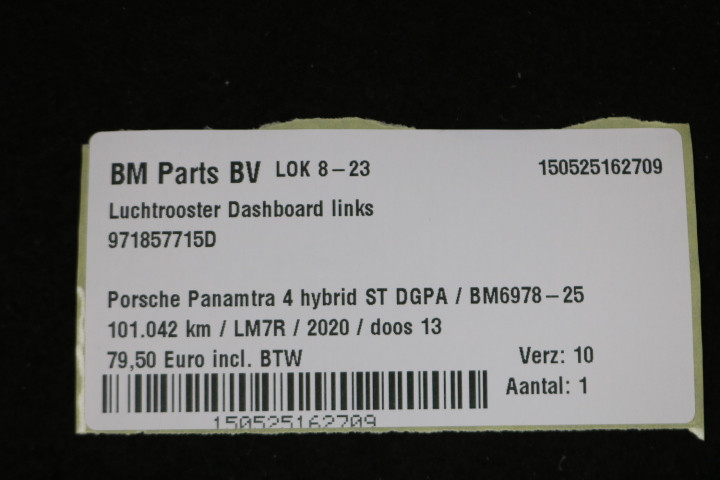 BM Parts BV LOK 8-23 150525162709
Luchtrooster Dashboard links
971857715D
Porsche Panamtra 4 hybrid ST DGPA / BM6978-25
101.042 km / LM7R / 2020 / doos 13
79,50 Euro incl. BTW Verz: 10
Aantal: 1
150525162709